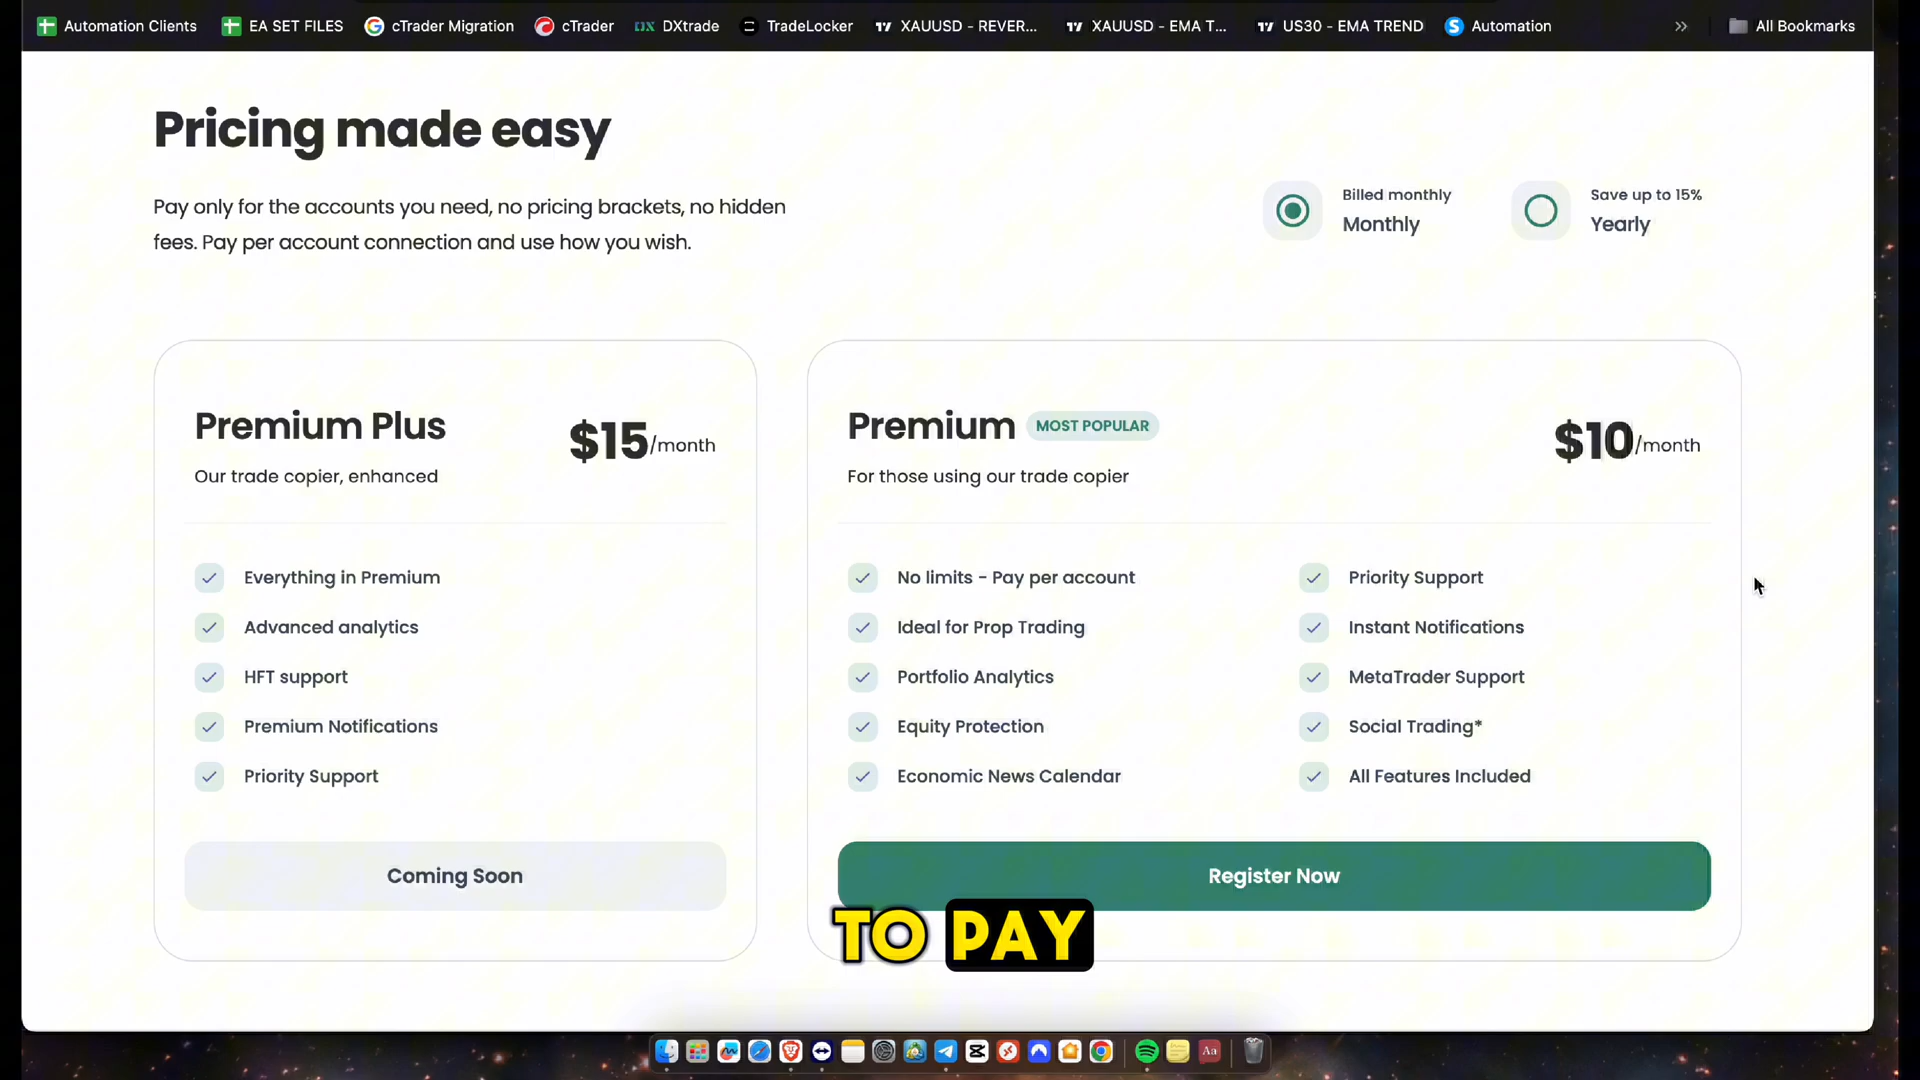 Automation Clients
EA SET FILES
cTrader Migration
cTrader
DXtrade
TradeLocker
XAUUSD - REVER...
XAUUSD - EMA T...
US30 - EMA TREND
Automation
All Bookmarks
Pricing made easy
Pay only for the accounts you need, no pricing brackets, no hidden
fees. Pay per account connection and use how you wish.
Billed monthly
Monthly
Save up to 15%
Yearly
Premium Plus
$15/month
Our trade copier, enhanced
Everything in Premium
Advanced analytics
HFT support
Premium Notifications
Priority Support
Coming Soon
Premium
MOST POPULAR
$10/month
For those using our trade copier
No limits - Pay per account
Ideal for Prop Trading
Portfolio Analytics
Equity Protection
Economic News Calendar
Priority Support
Instant Notifications
MetaTrader Support
Social Trading*
All Features Included
Register Now
TO PAY
Aa